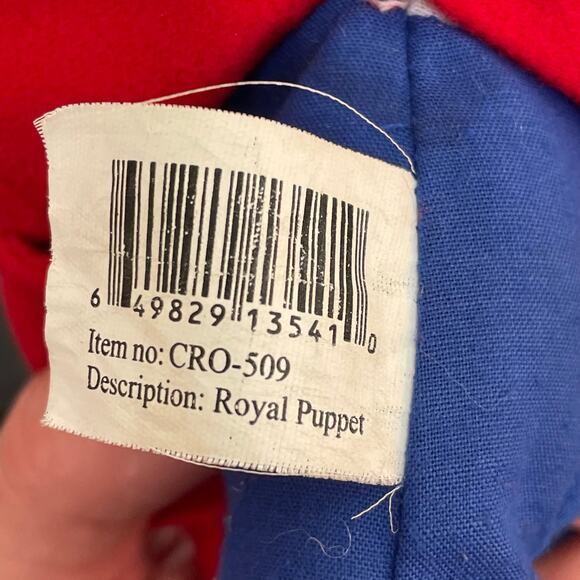 6 49829 13541 0
Item no: CRO-509
Description: Royal Puppet